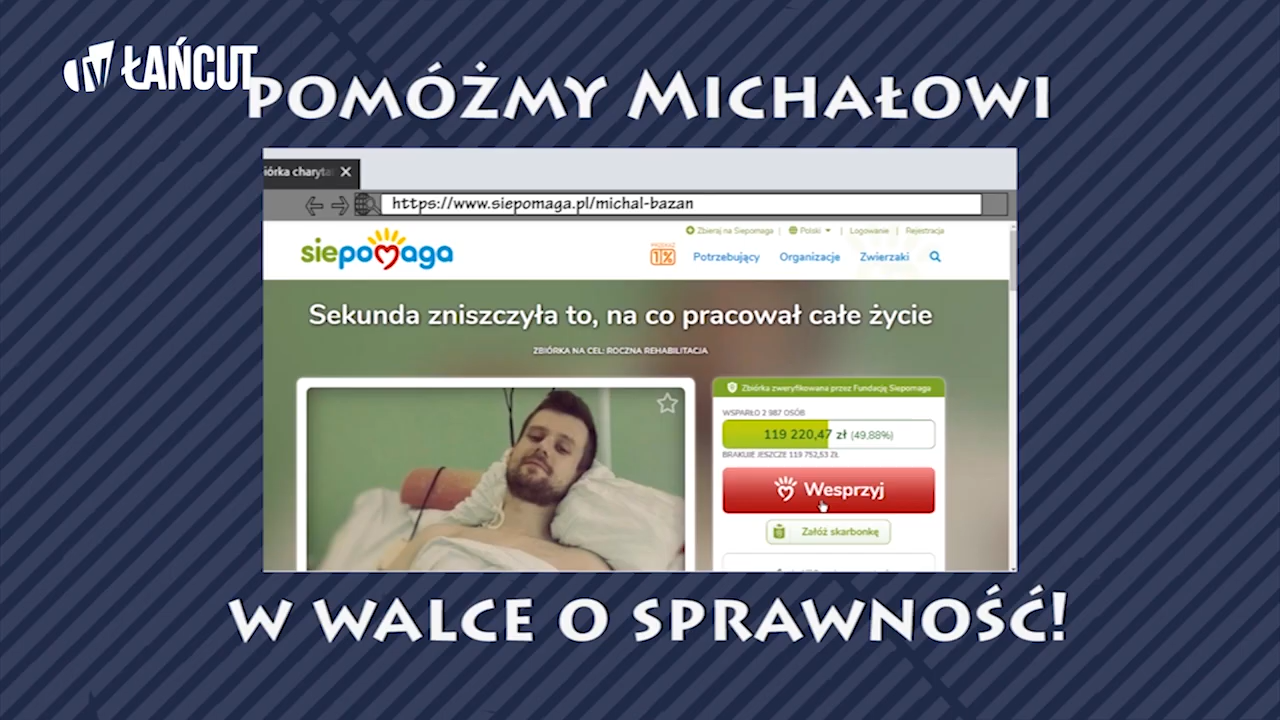 TV ŁAŃCUT
POMÓŻMY MICHAŁOWI
iórka charyta
https://www.siepomaga.pl/michal-bazan
Zbieraj na Siepomaga | Polski | Logowanie | Rejestracja
siepomaga
PRZEKAŻ
1%
Potrzebujący Organizacje Zwierzaki
Sekunda zniszczyła to, na co pracował całe życie
ZBIÓRKA NA CEL: ROCZNA REHABILITACJA
Zbiórka zweryfikowana przez Fundację Siepomaga
WSPARŁO 2 987 OSÓB
119 220,47 zł (49,88%)
BRAKUJE JESZCZE 119 752,53 ZŁ
Wesprzyj
Załóż skarbonkę
W WALCE O SPRAWNOŚĆ!